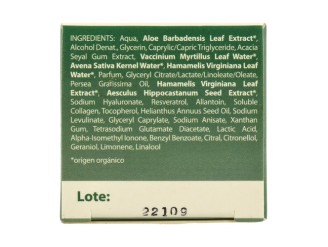 INGREDIENTS: Aqua, Aloe Barbadensis Leaf Extract*,
Alcohol Denat., Glycerin, Caprylic/Capric Triglyceride, Acacia
Seyal Gum Extract, Vaccinium Myrtillus Leaf Water*,
Avena Sativa Kernel Water*, Hamamelis Virginiana Leaf
Water*, Parfum, Glyceryl Citrate/Lactate/Linoleate/Oleate,
Persea Gratissima Oil, Hamamelis Virginiana Leaf
Extract*, Aesculus Hippocastanum Seed Extract*,
Sodium Hyaluronate, Resveratrol, Allantoin, Soluble
Collagen, Tocopherol, Helianthus Annuus Seed Oil, Sodium
Levulinate, Glyceryl Caprylate, Sodium Anisate, Xanthan
Gum, Tetrasodium Glutamate Diacetate, Lactic Acid,
Alpha-Isomethyl Ionone, Benzyl Benzoate, Citral, Citronellol,
Geraniol, Limonene, Linalool
*origen orgánico
Lote:
22109